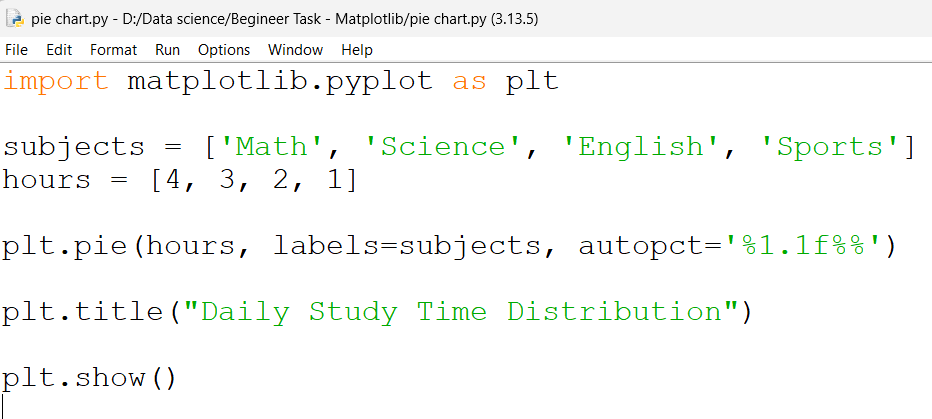 pie chart.py - D:/Data science/Begineer Task - Matplotlib/pie chart.py (3.13.5)
File Edit Format Run Options Window Help
import matplotlib.pyplot as plt
subjects = ['Math', 'Science', 'English', 'Sports']
hours = [4, 3, 2, 1]
plt.pie(hours, labels=subjects, autopct='%1.1f%%')
plt.title("Daily Study Time Distribution")
plt.show()